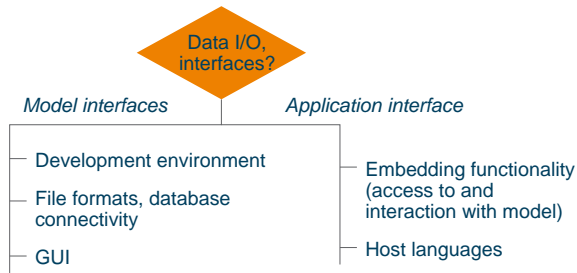 Data I/O,
interfaces?
Model interfaces
Application interface
Development environment
File formats, database
connectivity
GUI
Embedding functionality
(access to and
interaction with model)
Host languages